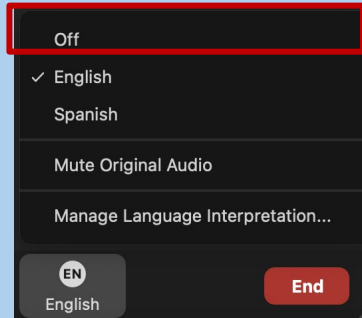 Off
✓ English
Spanish
Mute Original Audio
Manage Language Interpretation...
EN
English
End